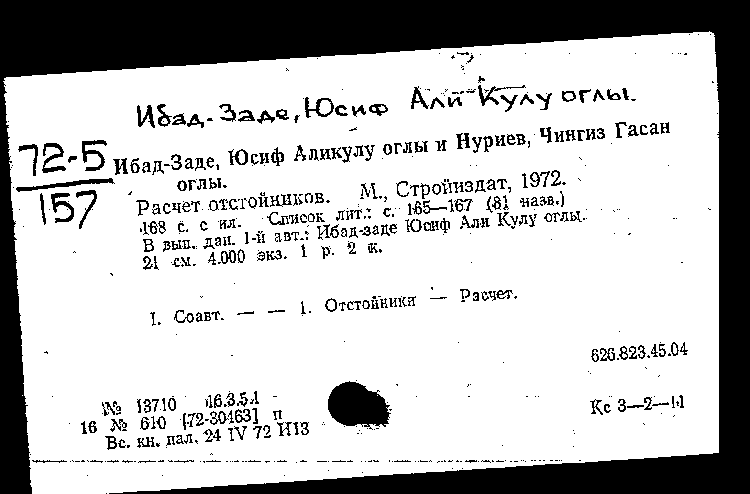 Ибад-Заде, Юсиф Али Кулу оглы.
72-5
157
Ибад-Заде, Юсиф Аликулу оглы и Нуриев, Чингиз Гасан
оглы.
Расчет отстойников. М., Стройиздат, 1972.
168 с. с ил. Список лит.: с. 165—167 (81 назв.)
В вып. дан. 1-й авт.: Ибад-заде Юсиф Али Кулу оглы.
21 см. 4.000 экз. 1 р. 2 к.
I. Соавт. — — 1. Отстойники — Расчет.
626.823.45.04
№ 13710 16.3.5.1
16 № 610 [72-30463] п
Вс. кн. пал. 24 IV 72 И13
Кс 3—2—11